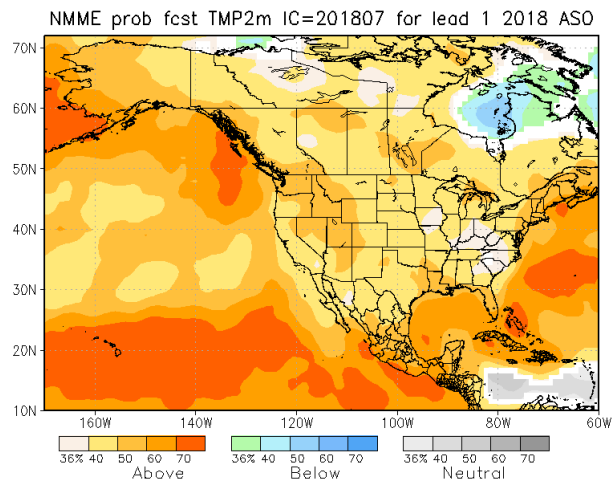 NMME prob fcst TMP2m IC=201807 for lead 1 2018 ASO
70N
60N
50N
40N
30N
20N
10N
160W 140W 120W 100W 80W 60W
36% 40 50 60 70 36% 40 50 60 70 36% 40 50 60 70
Above Below Neutral